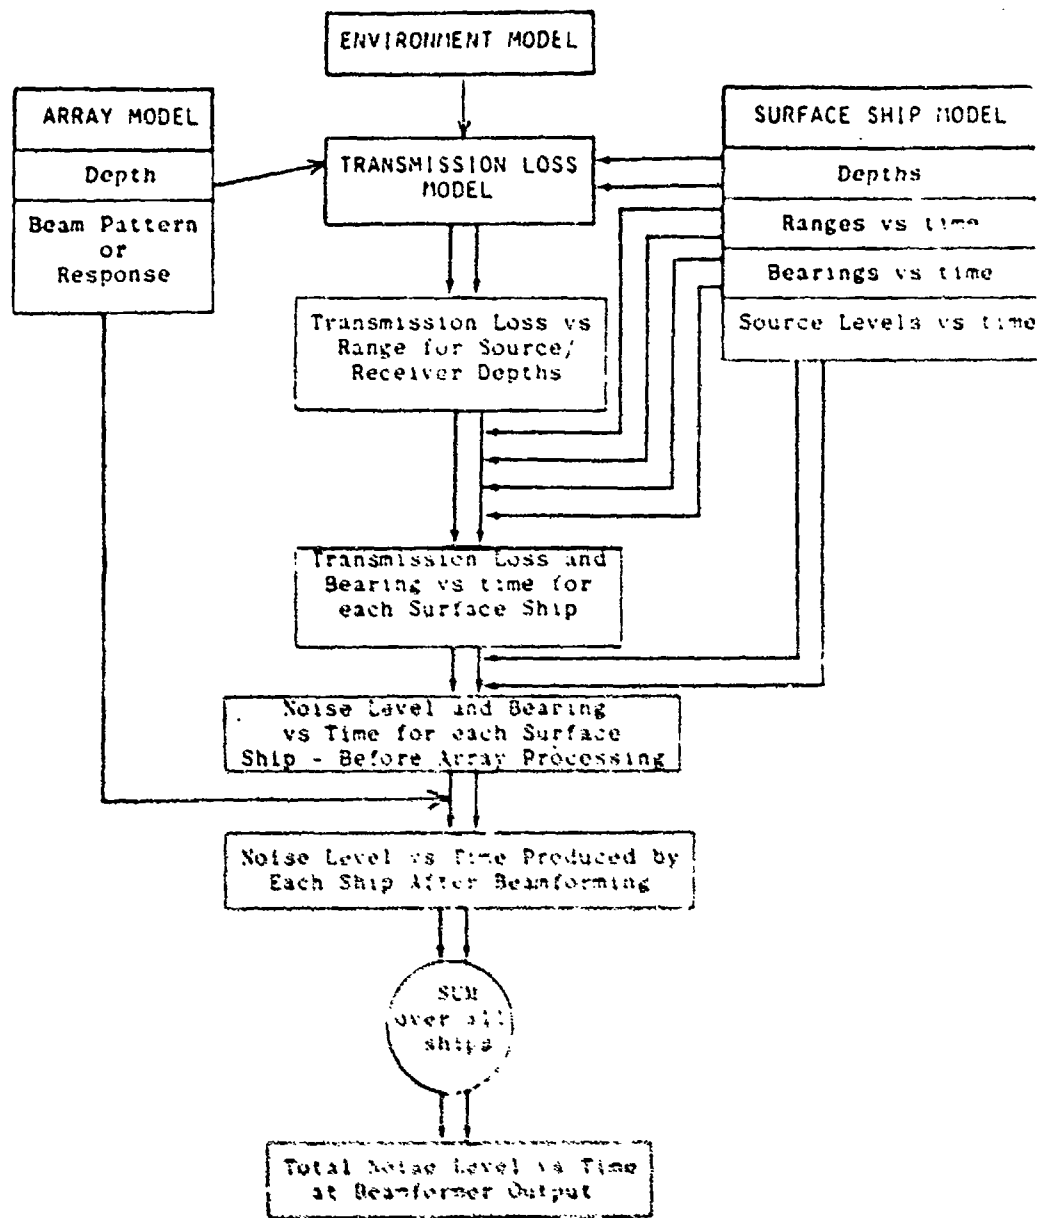 ENVIRONMENT MODEL
ARRAY MODEL
Depth
Beam Pattern
or
Response
TRANSMISSION LOSS
MODEL
SURFACE SHIP MODEL
Depths
Ranges vs time
Bearings vs time
Source Levels vs time
Transmission Loss vs
Range for Source/
Receiver Depths
Transmission Loss and
Bearing vs time for
each Surface Ship
Noise Level and Bearing
vs Time for each Surface
Ship - Before Array Processing
Noise Level vs Time Produced by
Each Ship After Beamforming
SUM
over all
ships
Total Noise Level vs Time
at Beamformer Output